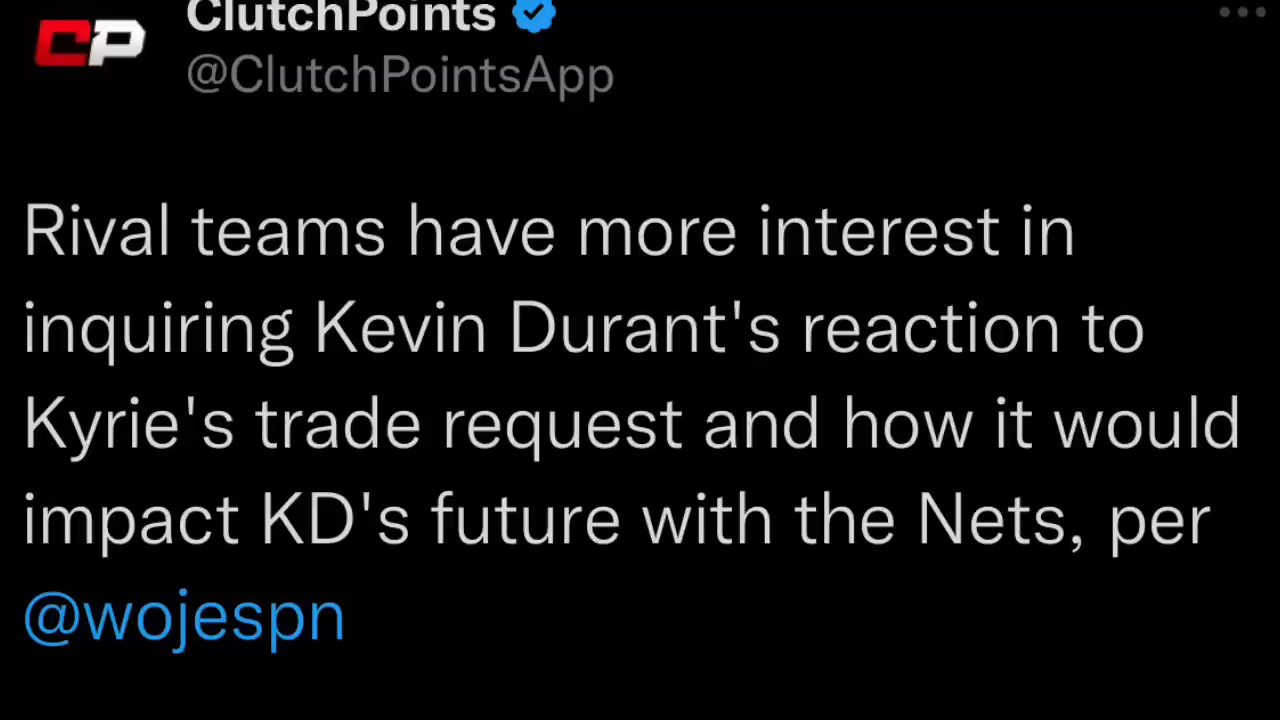 ClutchPoints
CP
@ClutchPointsApp
Rival teams have more interest in
inquiring Kevin Durant's reaction to
Kyrie's trade request and how it would
impact KD's future with the Nets, per
@wojespn